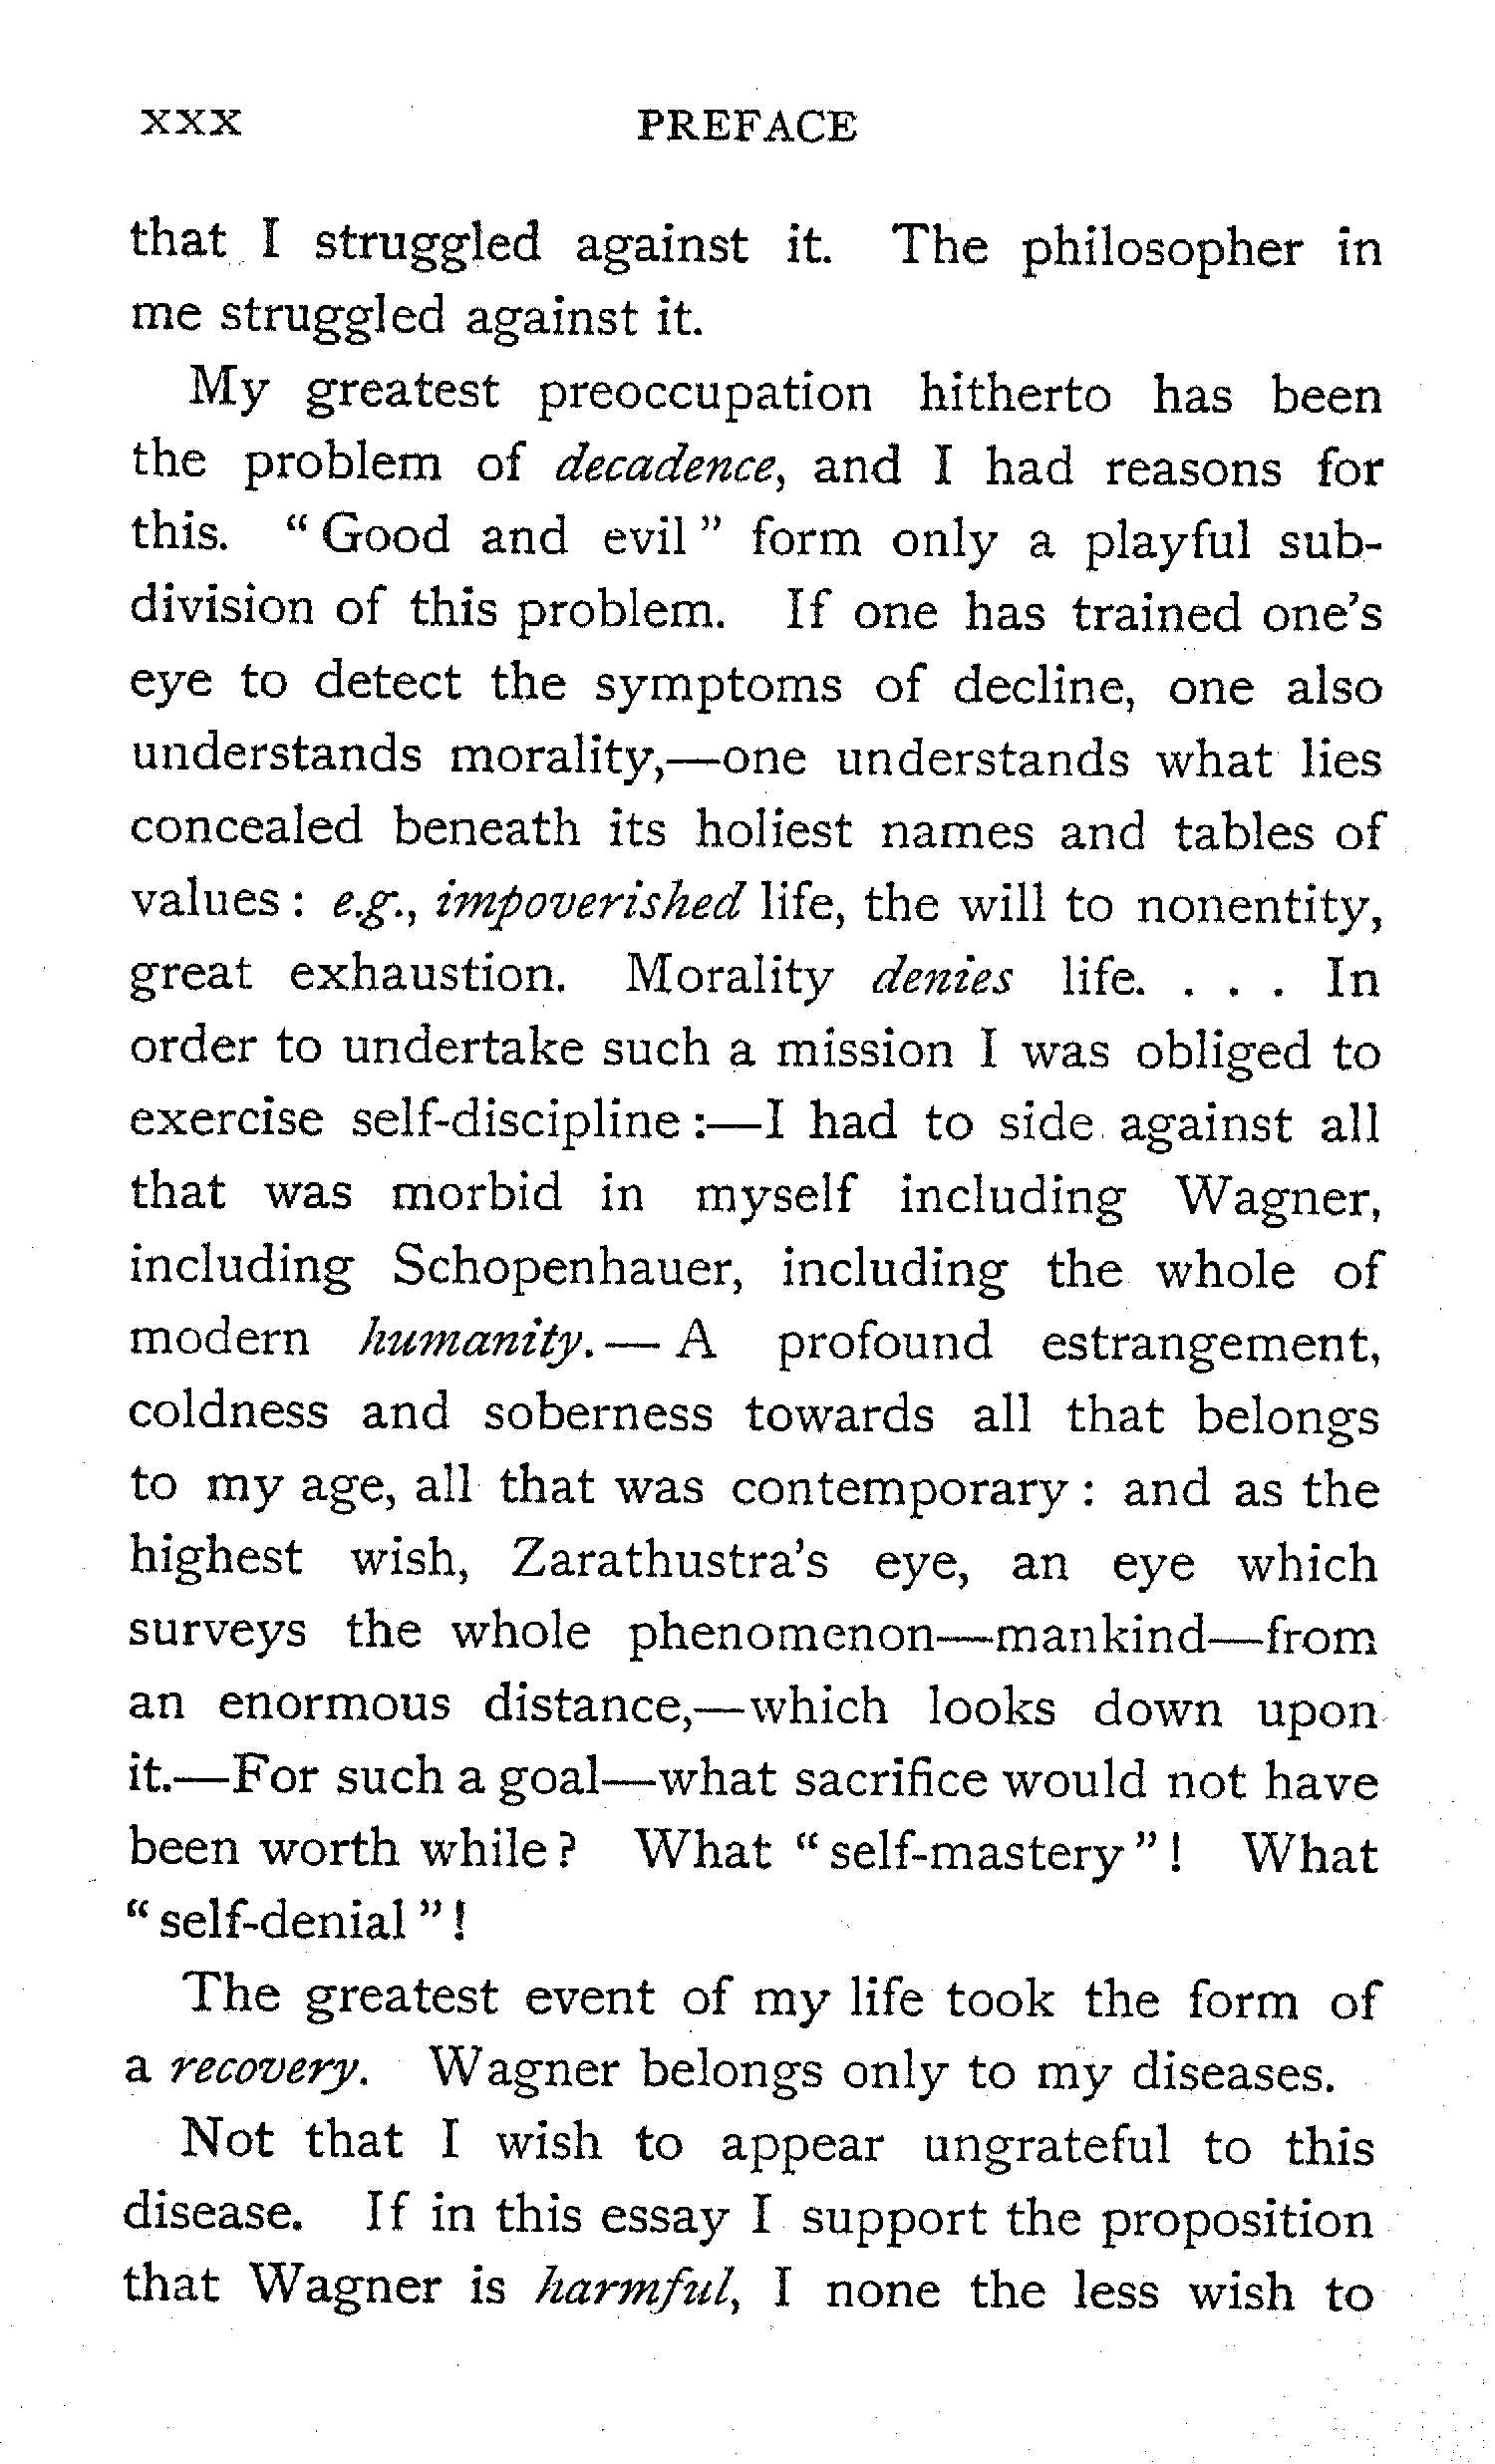 xxx PREFACE
that I struggled against it. The philosopher in
me struggled against it.
My greatest preoccupation hitherto has been
the problem of decadence, and I had reasons for
this. “Good and evil” form only a playful sub-
division of this problem. If one has trained one’s
eye to detect the symptoms of decline, one also
understands morality,—one understands what lies
concealed beneath its holiest names and tables of
values: e.g., impoverished life, the will to nonentity,
great exhaustion. Morality denies life. . . . In
order to undertake such a mission I was obliged to
exercise self-discipline:—I had to side against all
that was morbid in myself including Wagner,
including Schopenhauer, including the whole of
modern humanity.—A profound estrangement,
coldness and soberness towards all that belongs
to my age, all that was contemporary: and as the
highest wish, Zarathustra’s eye, an eye which
surveys the whole phenomenon—mankind—from
an enormous distance,—which looks down upon
it.—For such a goal—what sacrifice would not have
been worth while? What “self-mastery”! What
“self-denial”!
The greatest event of my life took the form of
a recovery. Wagner belongs only to my diseases.
Not that I wish to appear ungrateful to this
disease. If in this essay I support the proposition
that Wagner is harmful, I none the less wish to